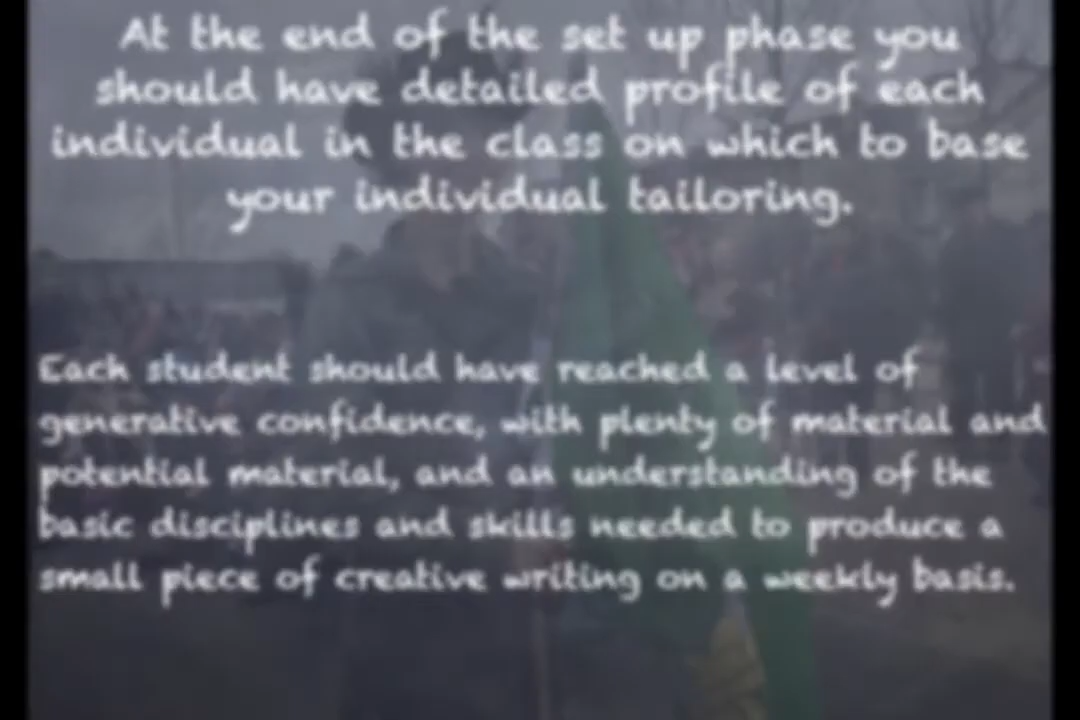 At the end of the set up phase you
should have detailed profile of each
individual in the class on which to base
your individual tailoring.
Each student should have reached a level of
generative confidence, with plenty of material and
potential material, and an understanding of the
basic disciplines and skills needed to produce a
small piece of creative writing on a weekly basis.